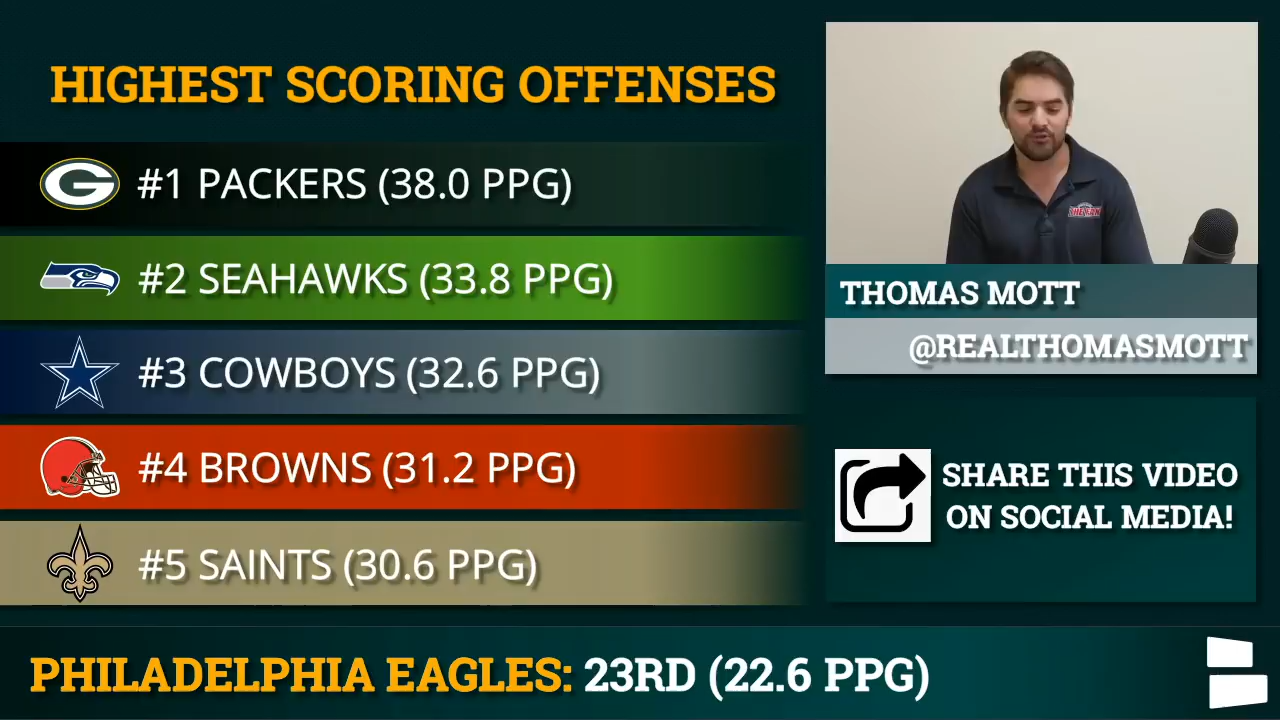 HIGHEST SCORING OFFENSES
#1 PACKERS (38.0 PPG)
#2 SEAHAWKS (33.8 PPG)
#3 COWBOYS (32.6 PPG)
#4 BROWNS (31.2 PPG)
#5 SAINTS (30.6 PPG)
PHILADELPHIA EAGLES: 23RD (22.6 PPG)
THOMAS MOTT
@REALTHOMASMOTT
SHARE THIS VIDEO
ON SOCIAL MEDIA!